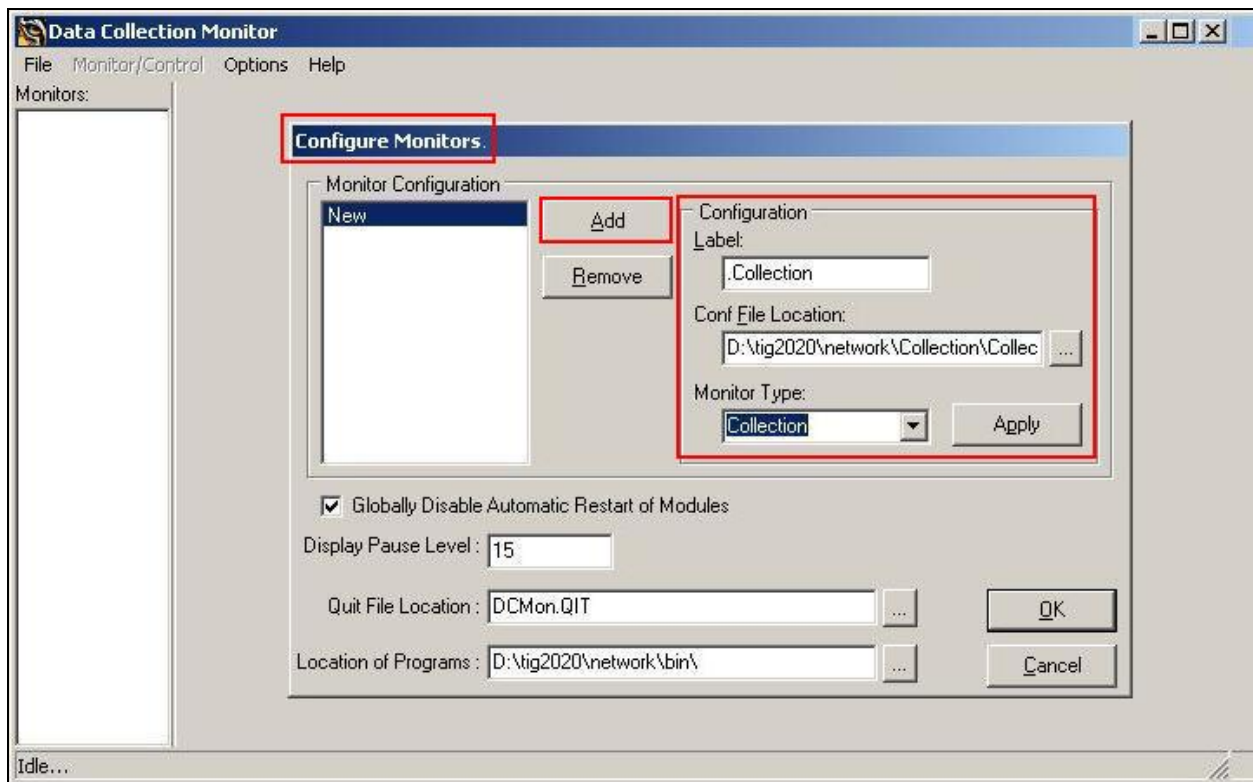 Data Collection Monitor
File Monitor/Control Options Help
Monitors:
Configure Monitors.
Monitor Configuration
New
Add
Remove
Configuration
Label:
.Collection
Conf File Location:
D:\tig2020\network\Collection\Collec ...
Monitor Type:
Collection
Apply
Globally Disable Automatic Restart of Modules
Display Pause Level : 15
Quit File Location : DCMon.QIT ...
OK
Location of Programs : D:\tig2020\network\bin\ ...
Cancel
Idle...